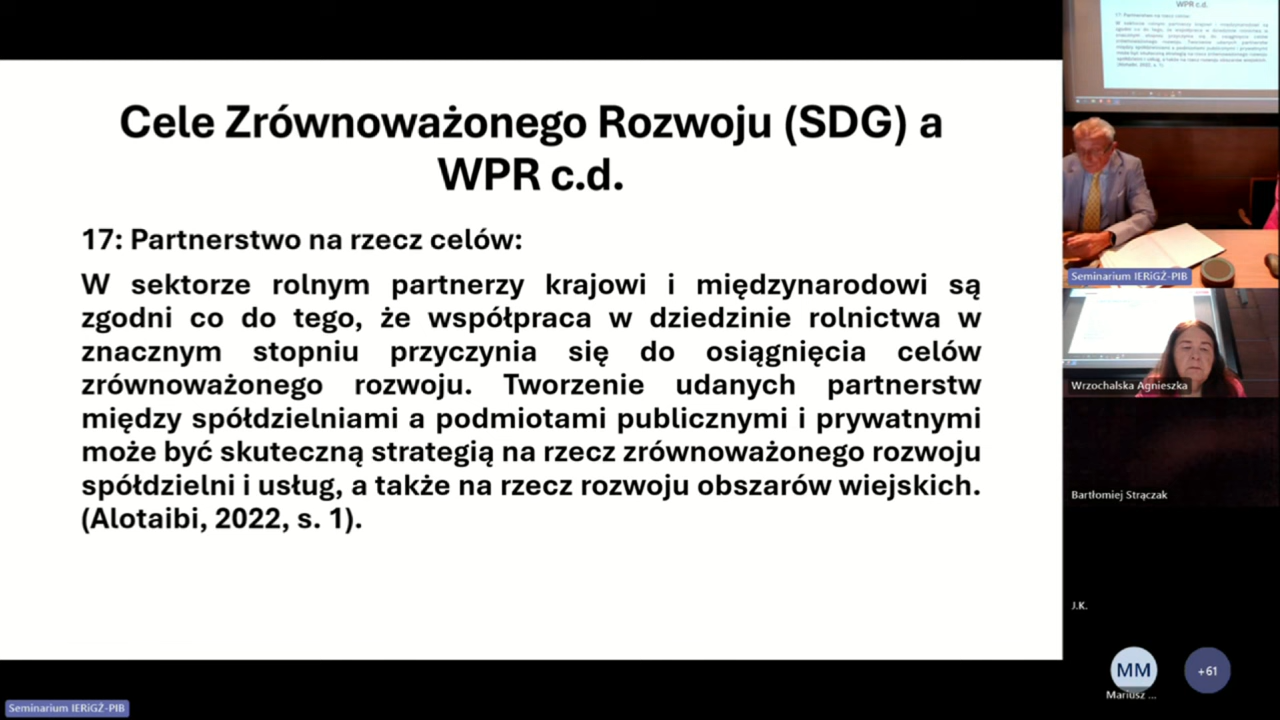 Cele Zrównoważonego Rozwoju (SDG) a
WPR c.d.
17: Partnerstwo na rzecz celów:
W sektorze rolnym partnerzy krajowi i międzynarodowi są
zgodni co do tego, że współpraca w dziedzinie rolnictwa w
znacznym stopniu przyczynia się do osiągnięcia celów
zrównoważonego rozwoju. Tworzenie udanych partnerstw
między spółdzielniami a podmiotami publicznymi i prywatnymi
może być skuteczną strategią na rzecz zrównoważonego rozwoju
spółdzielni i usług, a także na rzecz rozwoju obszarów wiejskich.
(Alotaibi, 2022, s. 1).
WPR c.d.
Seminarium IERiGŻ-PIB
Wrzochalska Agnieszka
Bartłomiej Strączak
J.K.
MM
+61
Mariusz ...
Seminarium IERiGŻ-PIB